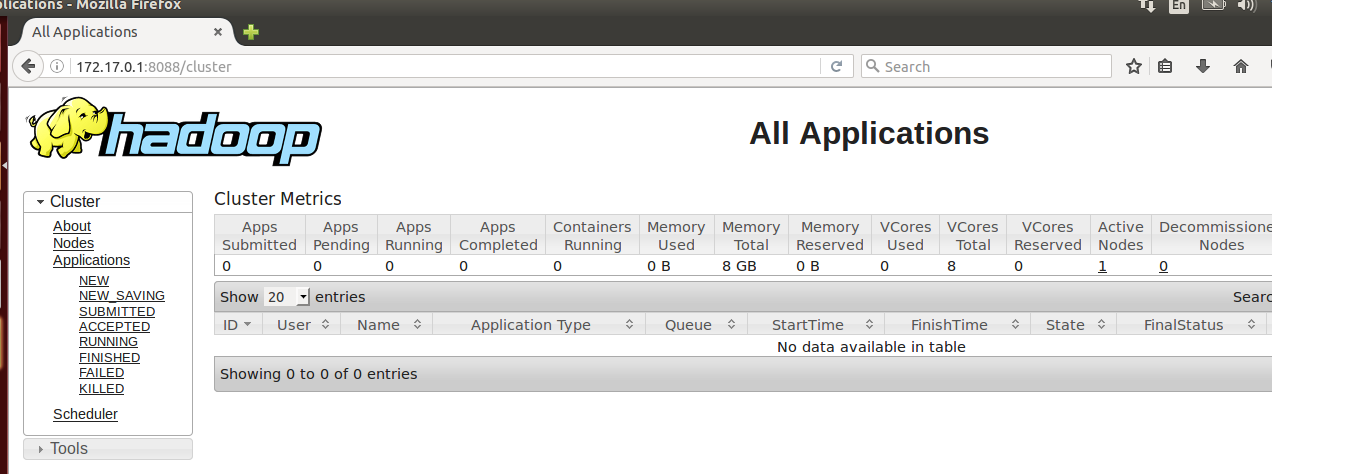 lications - Mozilla Firefox
En
All Applications
172.17.0.1:8088/cluster
Search
hadoop
All Applications
Cluster
About
Nodes
Applications
NEW
NEW_SAVING
SUBMITTED
ACCEPTED
RUNNING
FINISHED
FAILED
KILLED
Scheduler
Tools
Cluster Metrics
Apps Submitted Apps Pending Apps Running Apps Completed Containers Running Memory Used Memory Total Memory Reserved VCores Used VCores Total VCores Reserved Active Nodes Decommissione Nodes
0 0 0 0 0 0 B 8 GB 0 B 0 8 0 1 0
Show 20 entries Searc
ID User Name Application Type Queue StartTime FinishTime State FinalStatus
No data available in table
Showing 0 to 0 of 0 entries